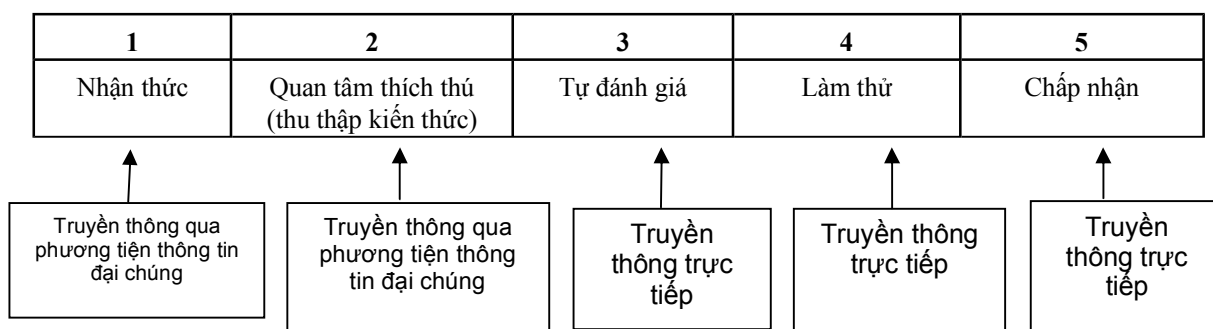 1 2 3 4 5
Nhận thức Quan tâm thích thú Tự đánh giá Làm thử Chấp nhận
(thu thập kiến thức)
Truyền thông qua
phương tiện thông tin
đại chúng
Truyền thông qua
phương tiện thông
tin đại chúng
Truyền
thông trực
tiếp
Truyền thông
trực tiếp
Truyền
thông trực
tiếp